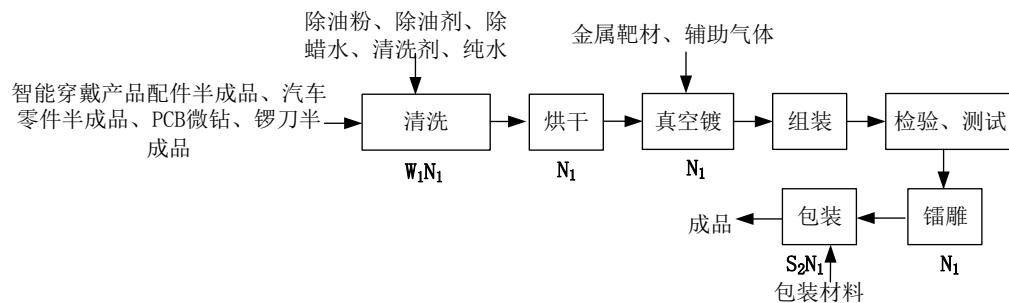 除油粉、除油剂、除
蜡水、清洗剂、纯水
金属靶材、辅助气体
智能穿戴产品配件半成品、汽车
零件半成品、PCB微钻、锣刀半
成品
清洗
烘干
真空镀
组装
检验、测试
W₁N₁
N₁
N₁
成品
包装
镭雕
S₂N₁
N₁
包装材料